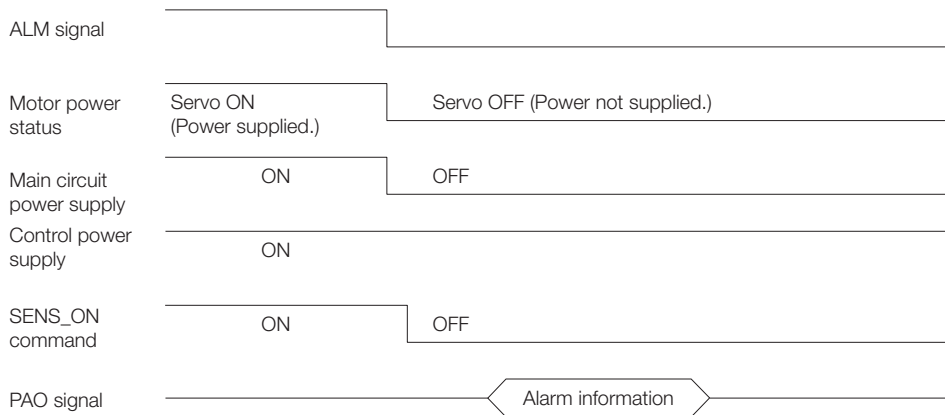 ALM signal
Motor power
status
Servo ON
(Power supplied.)
Servo OFF (Power not supplied.)
Main circuit
power supply
ON
OFF
Control power
supply
ON
SENS_ON
command
ON
OFF
PAO signal
Alarm information